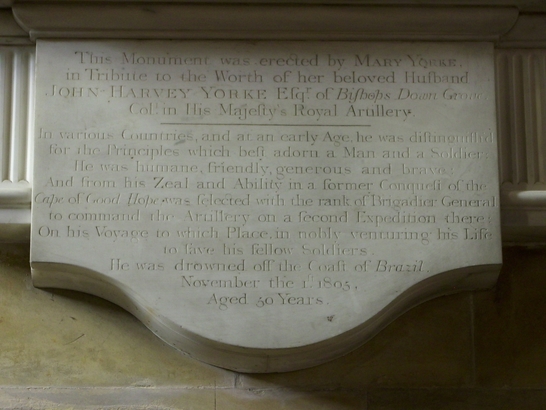 This Monument was erected by MARY YORKE.
in Tribute to the Worth of her beloved Huſband
JOHN HARVEY YORKE Eſqr. of Biſhops Down Grove
Col: in His Majeſty's Royal Artillery
In various Countries, and at an early Age, he was diſtinguiſhd
for the Principles which beſt adorn a Man and a Soldier.
He was humane, friendly, generous and brave.
And from his Zeal and Ability in a former Conqueſt of the
Cape of Good Hope was ſelected with the rank of Brigadier General
to command the Artillery on a ſecond Expedition there:
On his Voyage to which Place, in nobly venturing his Life
to ſave his fellow Soldiers.
He was drowned off the Coaſt of Brazil.
November the 1st. 1805,
Aged 50 Years.